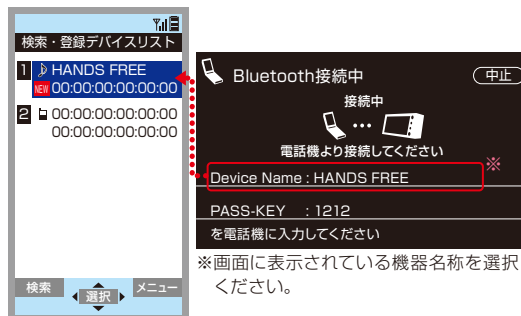 検索・登録デバイスリスト
1 HANDS FREE
NEW 00:00:00:00:00:00
2 00:00:00:00:00:00
00:00:00:00:00:00
検索
選択
メニュー
Bluetooth接続中
中止
接続中
電話機より接続してください
※
Device Name : HANDS FREE
PASS-KEY : 1212
を電話機に入力してください
※画面に表示されている機器名称を選択
ください。